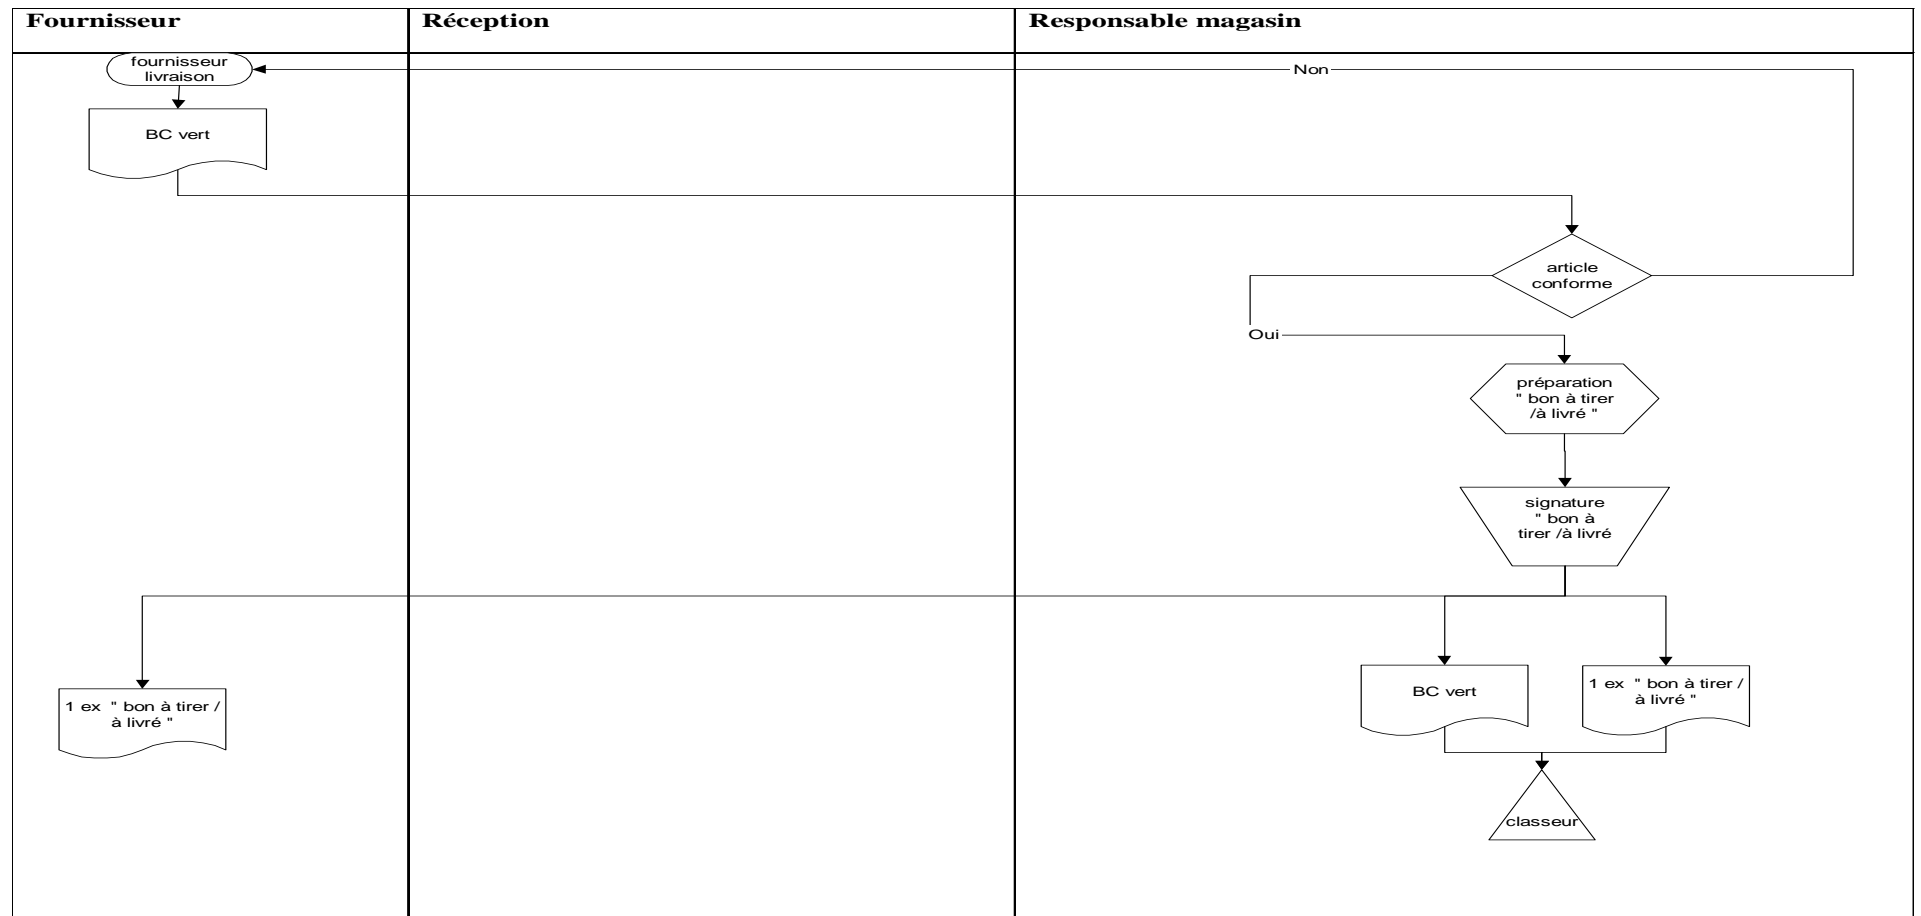 Fournisseur
Réception
Responsable magasin
fournisseur
livraison
Non
BC vert
article
conforme
Oui
préparation
" bon à tirer
/à livré "
signature
" bon à
tirer /à livré
1 ex " bon à tirer /
à livré "
BC vert
1 ex " bon à tirer /
à livré "
classeur